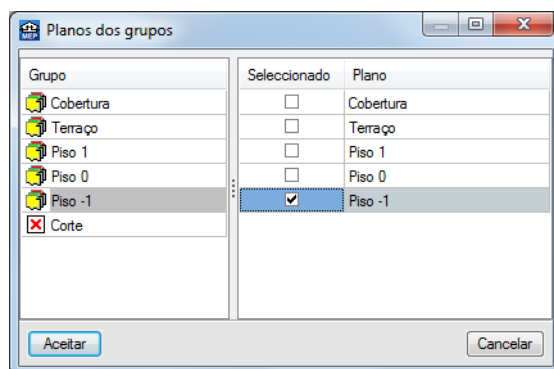 MEP Planos dos grupos
Grupo Seleccionado Plano
Cobertura Cobertura
Terraço Terraço
Piso 1 Piso 1
Piso 0 Piso 0
Piso -1 Piso -1
Corte
Aceitar Cancelar